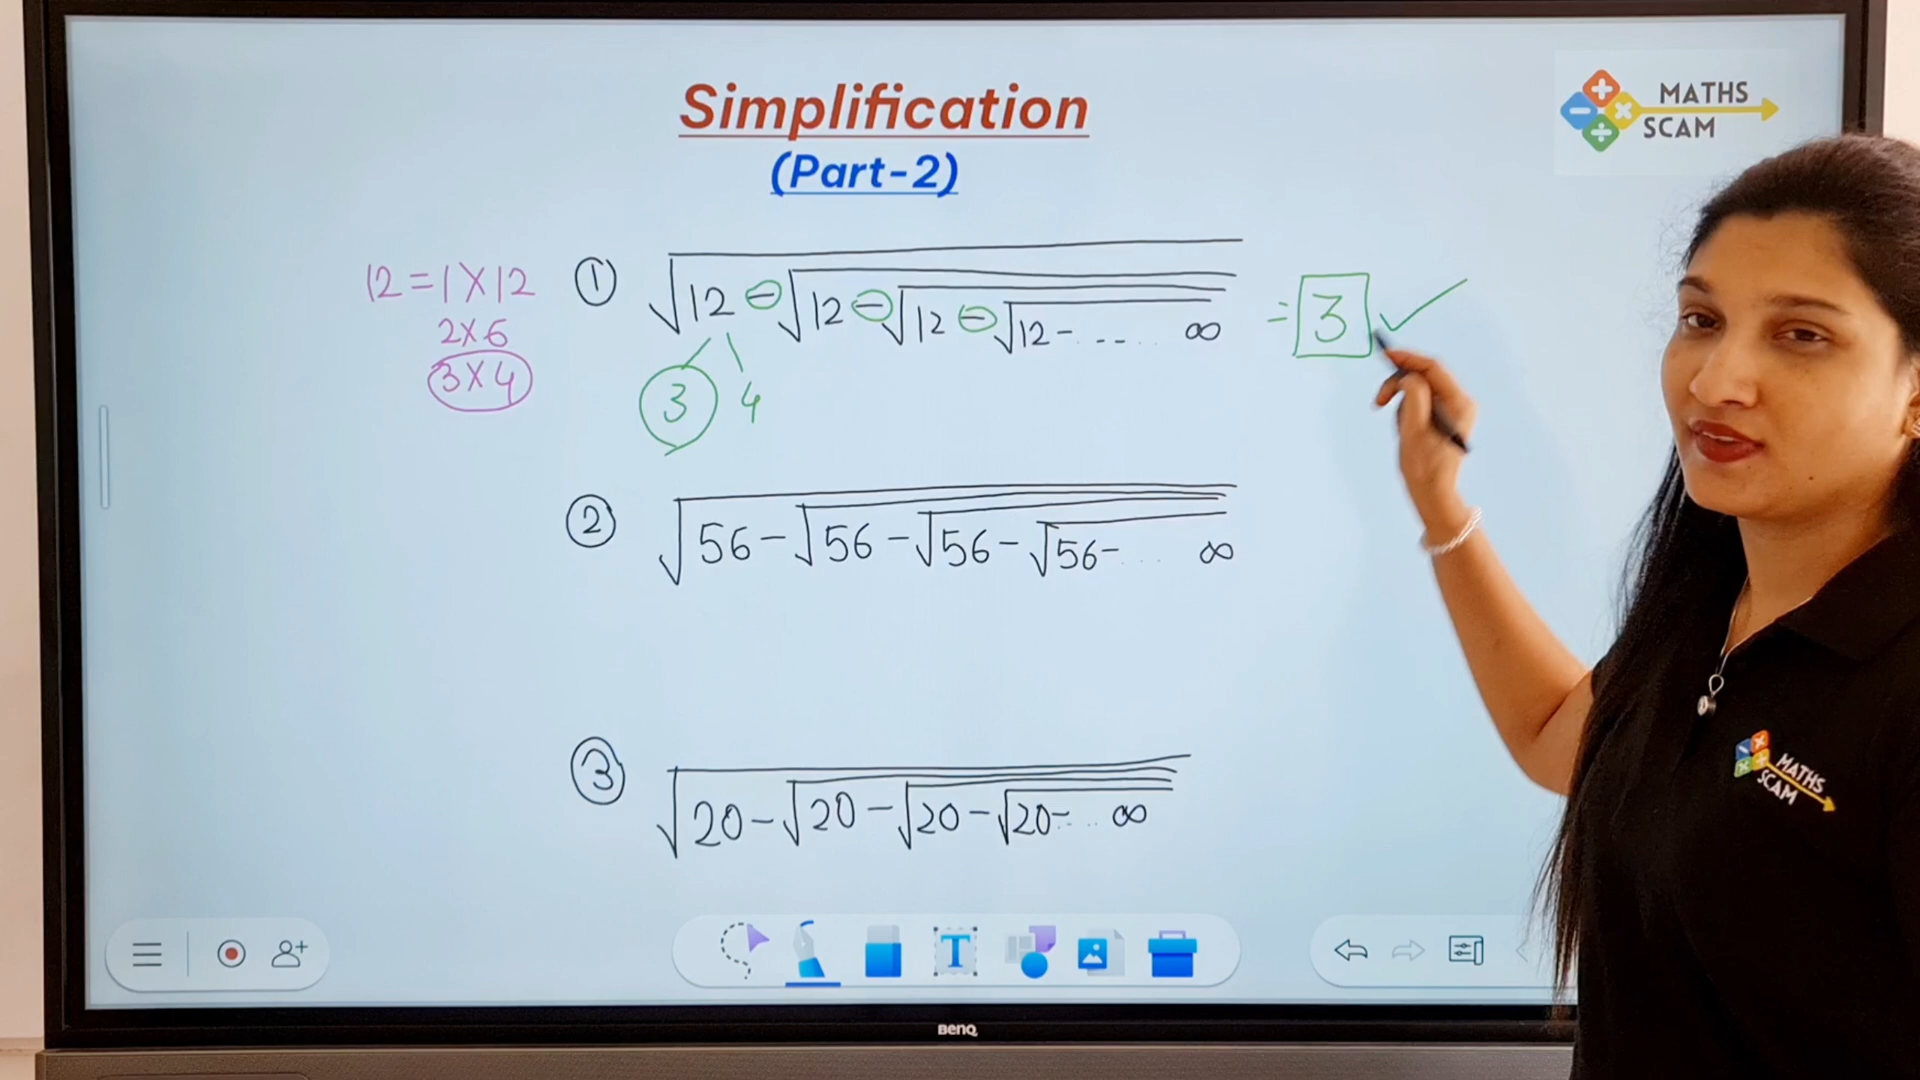 Simplification
(Part-2)
MATHS
SCAM
12 = 1 X 12
2 X 6
3 X 4
① √12 - √12 - √12 - √12 - ..... ∞ = 3 ✓
3 4
② √56 - √56 - √56 - √56 - ..... ∞
③ √20 - √20 - √20 - √20 - .... ∞
MATHS
SCAM
T
BenQ